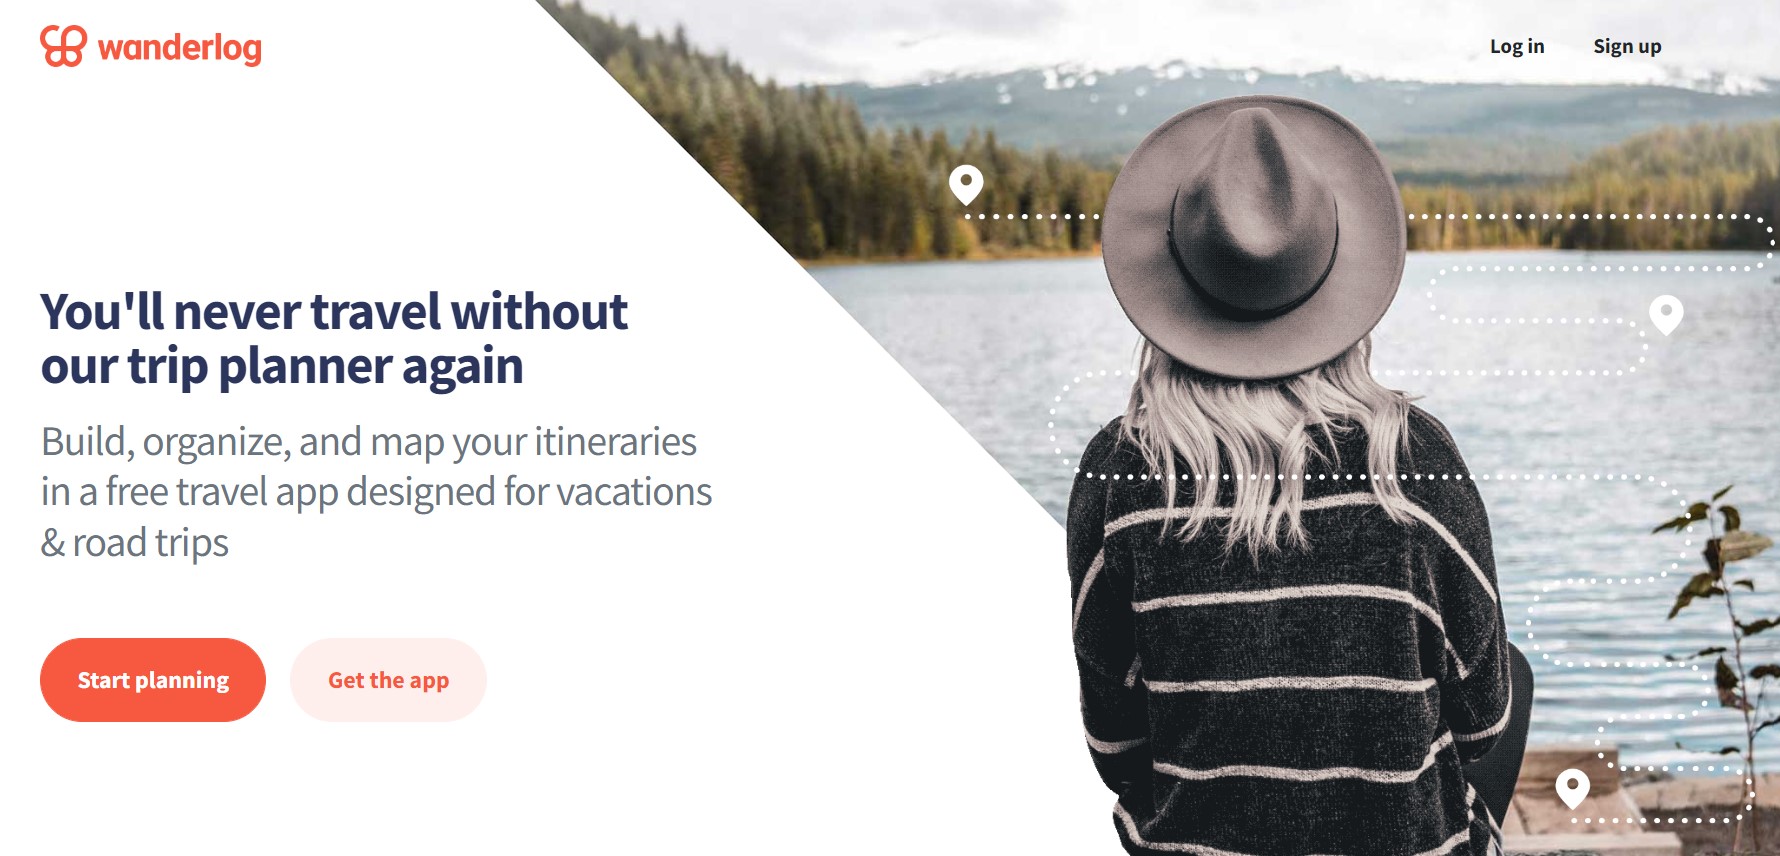 wanderlog
Log in
Sign up
You'll never travel without
our trip planner again
Build, organize, and map your itineraries
in a free travel app designed for vacations
& road trips
Start planning
Get the app